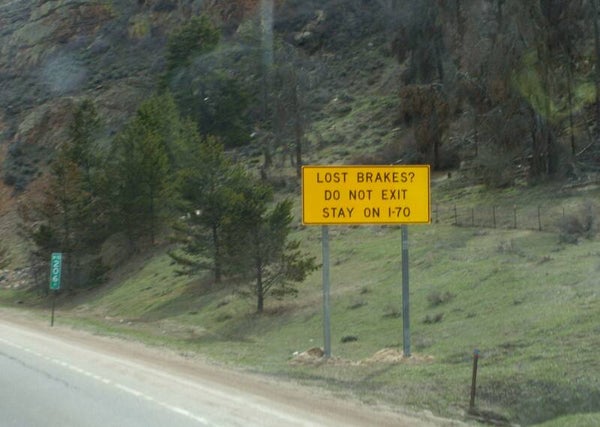 LOST BRAKES?
DO NOT EXIT
STAY ON I-70